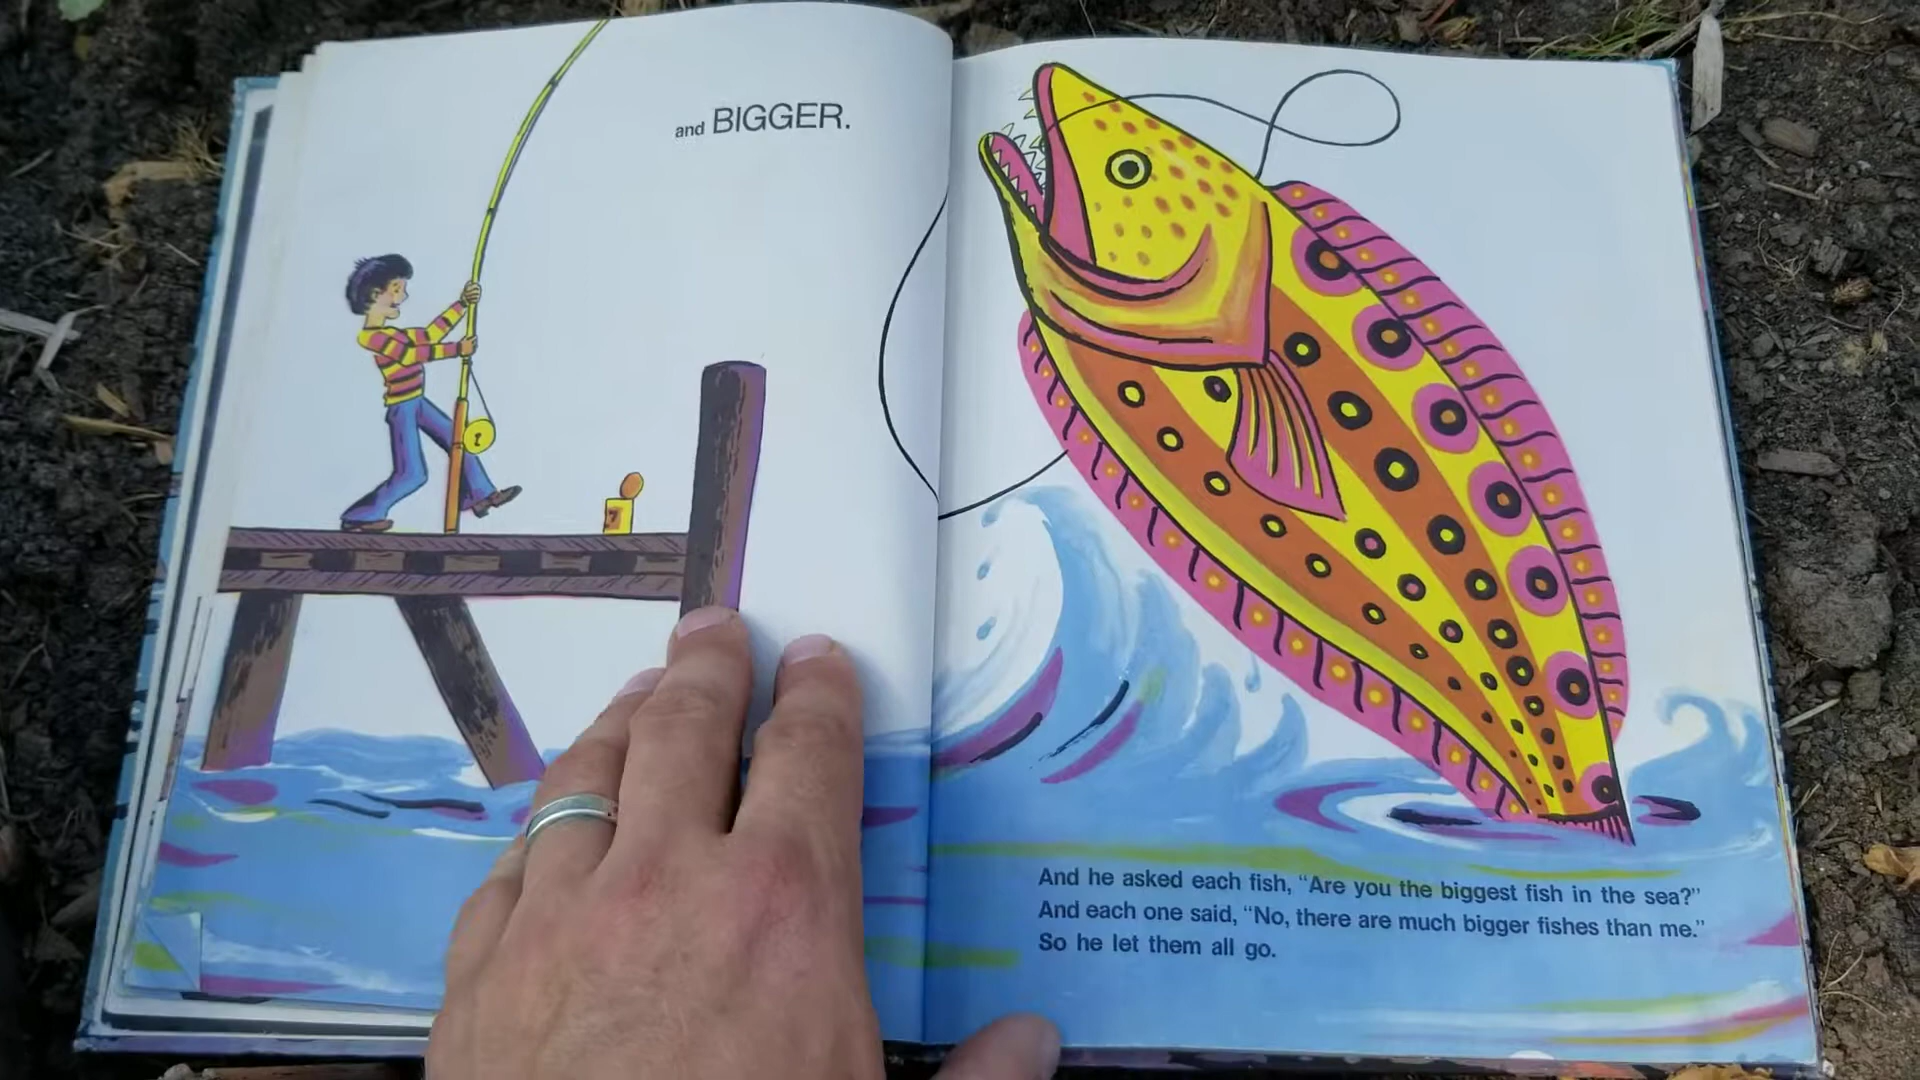 and BIGGER.
And he asked each fish, “Are you the biggest fish in the sea?”
And each one said, “No, there are much bigger fishes than me.”
So he let them all go.